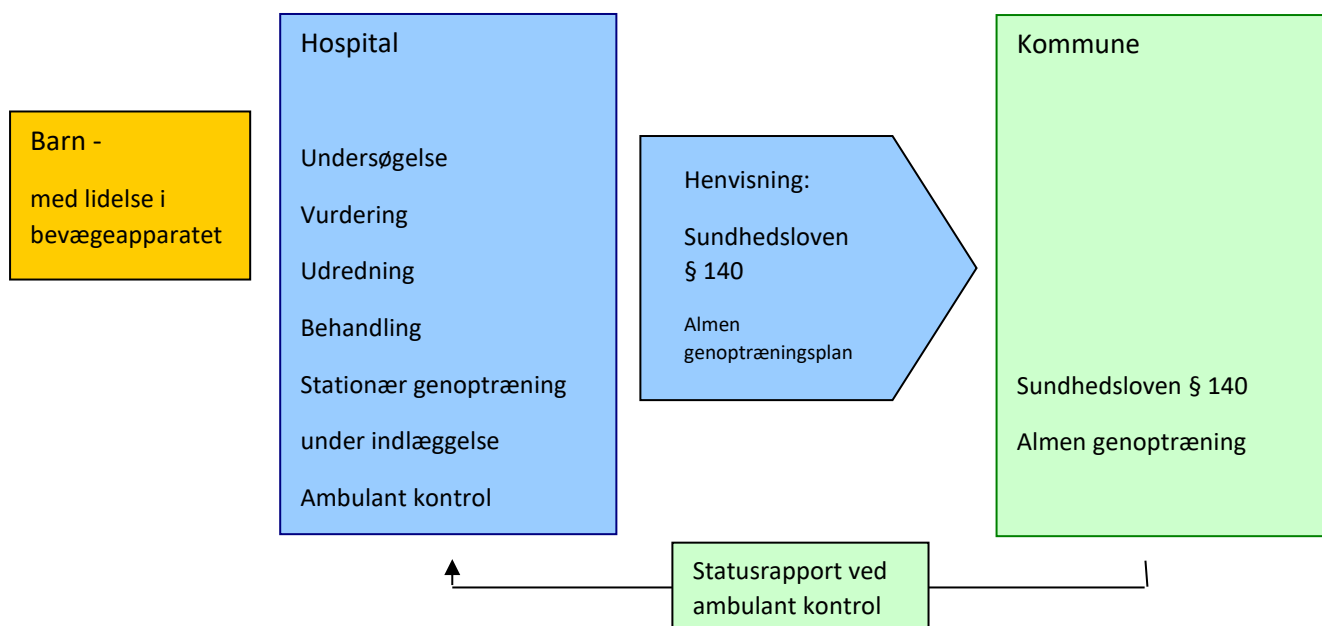 Barn -
med lidelse i
bevægeapparatet
Hospital
Undersøgelse
Vurdering
Udredning
Behandling
Stationær genoptræning
under indlæggelse
Ambulant kontrol
Henvisning:
Sundhedsloven
§ 140
Almen
genoptræningsplan
Kommune
Sundhedsloven § 140
Almen genoptræning
Statusrapport ved
ambulant kontrol